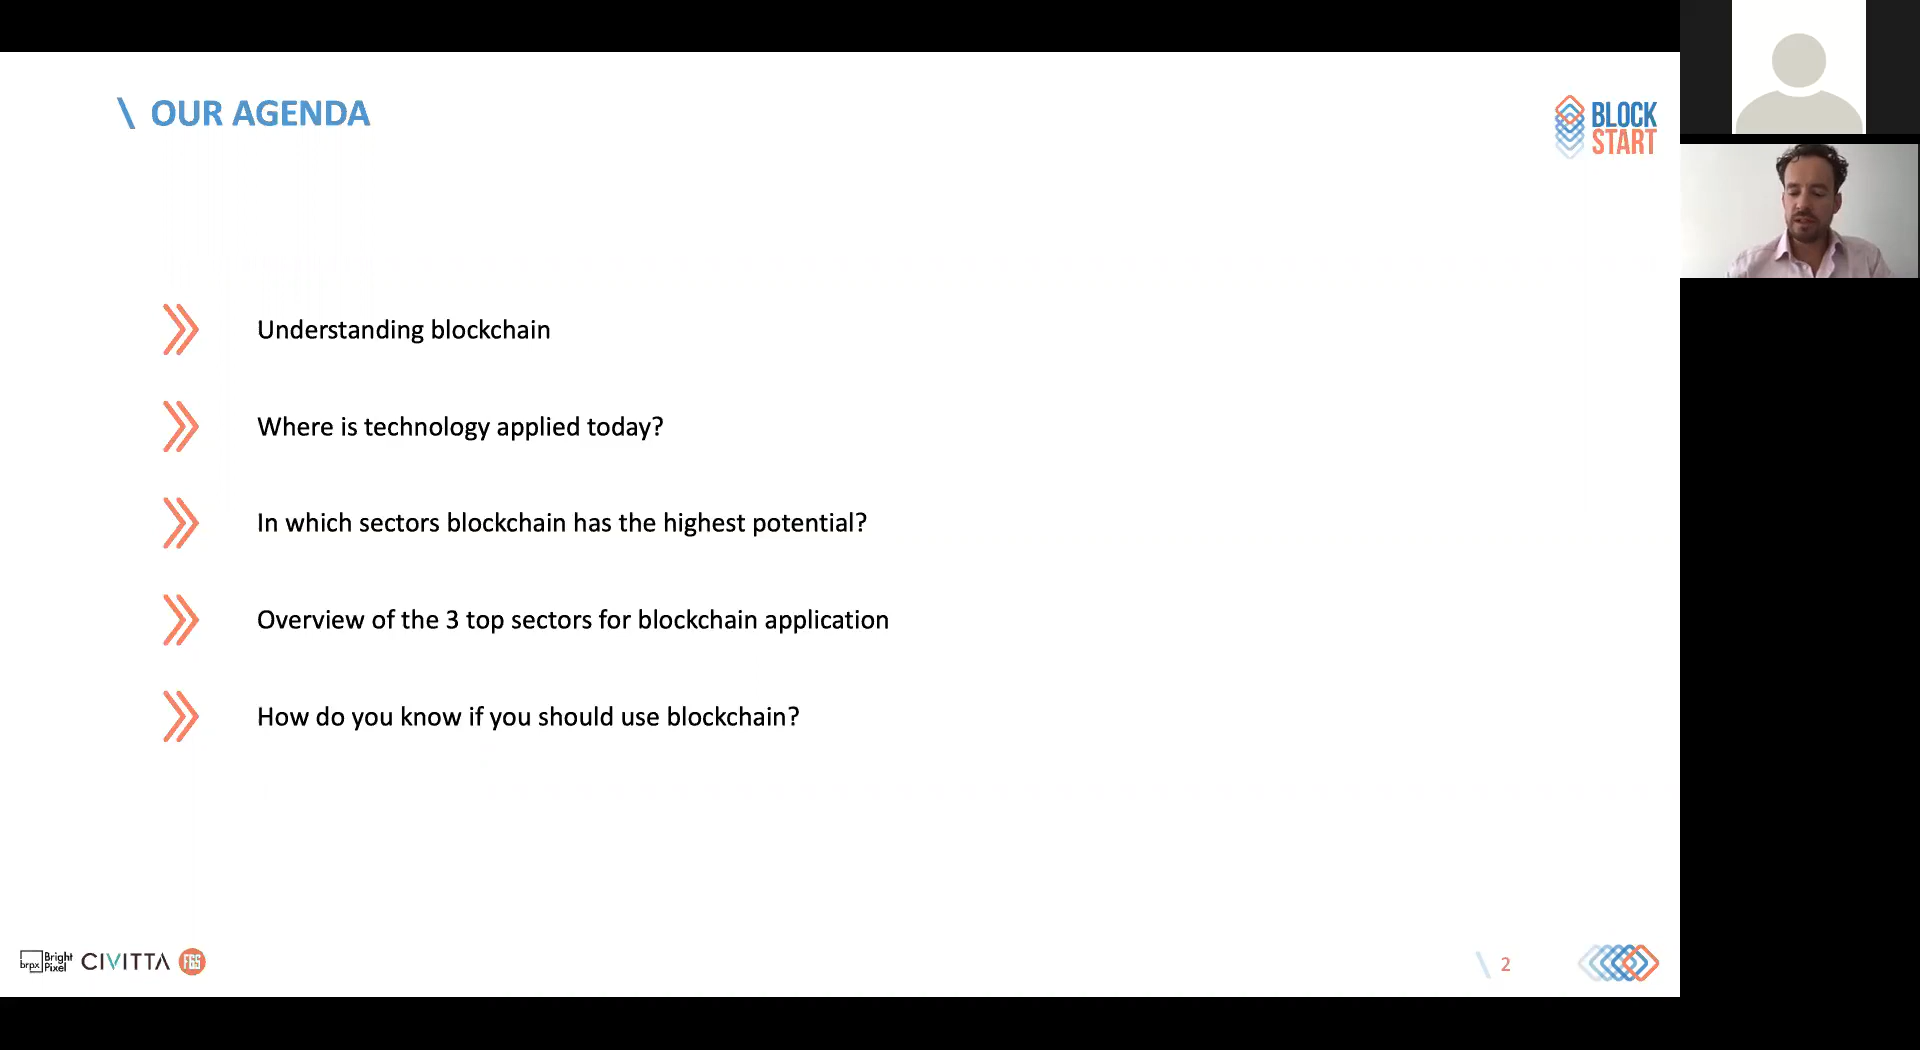 \ OUR AGENDA
BLOCK
START
Understanding blockchain
Where is technology applied today?
In which sectors blockchain has the highest potential?
Overview of the 3 top sectors for blockchain application
How do you know if you should use blockchain?
brpx
Bright
Pixel
CIVITTA
F6S
\ 2